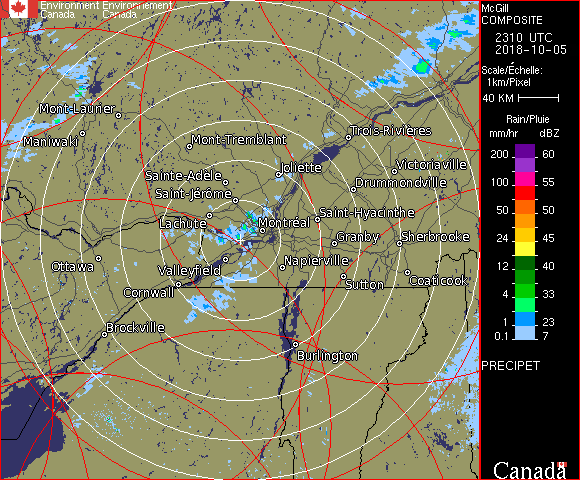 Environment Environnement
Canada Canada
McGill
COMPOSITE
2310 UTC
2018-10-05
Scale/Échelle:
1km/Pixel
40 KM
Rain/Pluie
mm/hr dBZ
200 60
100 55
50 50
24 45
12 40
4 33
1 23
0.1 7
PRECIPET
Canada
Mont-Laurier
Maniwaki
Mont-Tremblant
Trois-Rivières
Joliette
Victoriaville
Sainte-Adèle
Drummondville
Saint-Jérôme
Saint-Hyacinthe
Lachute
Montréal
Granby
Sherbrooke
Ottawa
Valleyfield
Napierville
Cornwall
Sutton
Coaticook
Brockville
Burlington